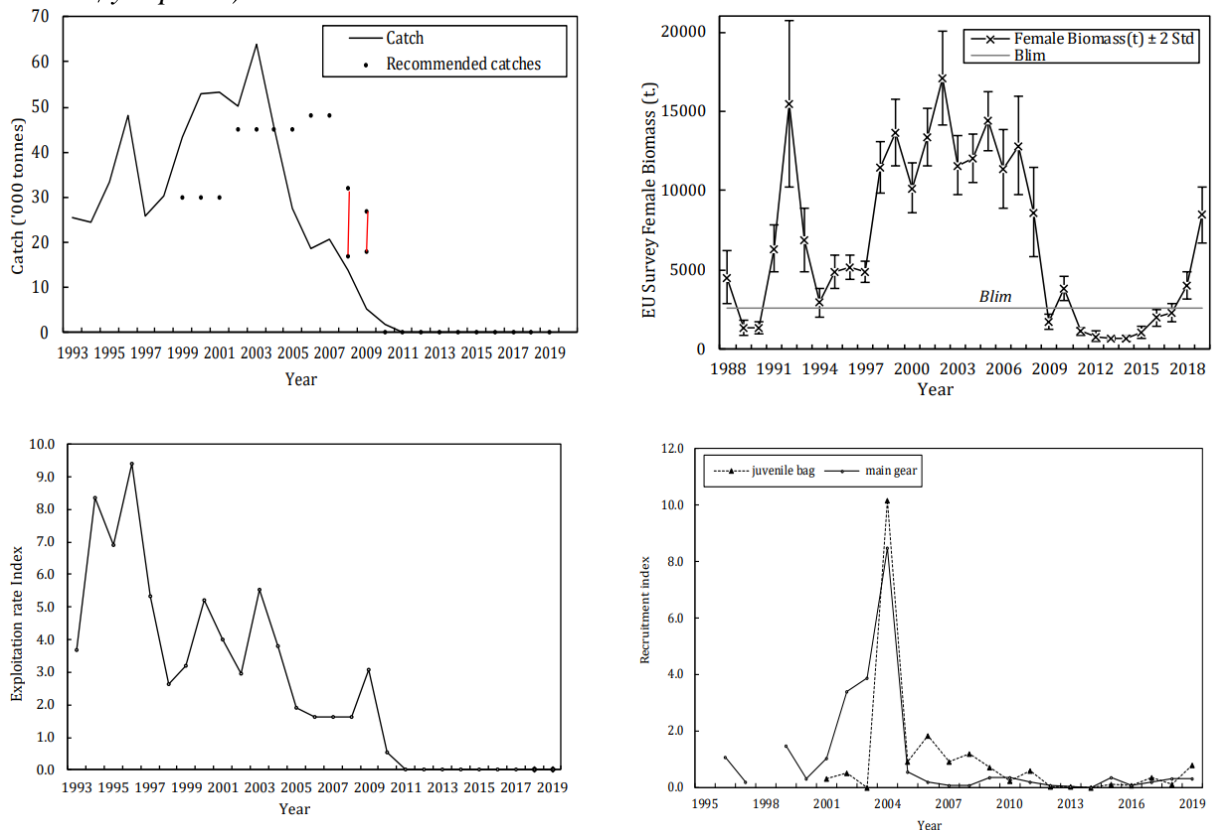 70
60
50
40
30
20
10
0
Catch ('000 tonnes)
Catch
Recommended catches
1993 1995 1997 1999 2001 2003 2005 2007 2009 2011 2013 2015 2017 2019
Year
20000
15000
10000
5000
0
EU Survey Female Biomass (t.)
Female Biomass(t) ± 2 Std
Blim
Blim
1988 1991 1994 1997 2000 2003 2006 2009 2012 2015 2018
Year
10.0
9.0
8.0
7.0
6.0
5.0
4.0
3.0
2.0
1.0
0.0
Exploitation rate Index
1993 1995 1997 1999 2001 2003 2005 2007 2009 2011 2013 2015 2017 2019
Year
12.0
10.0
8.0
6.0
4.0
2.0
0.0
Recruitment index
juvenile bag main gear
1995 1998 2001 2004 2007 2010 2013 2016 2019
Year